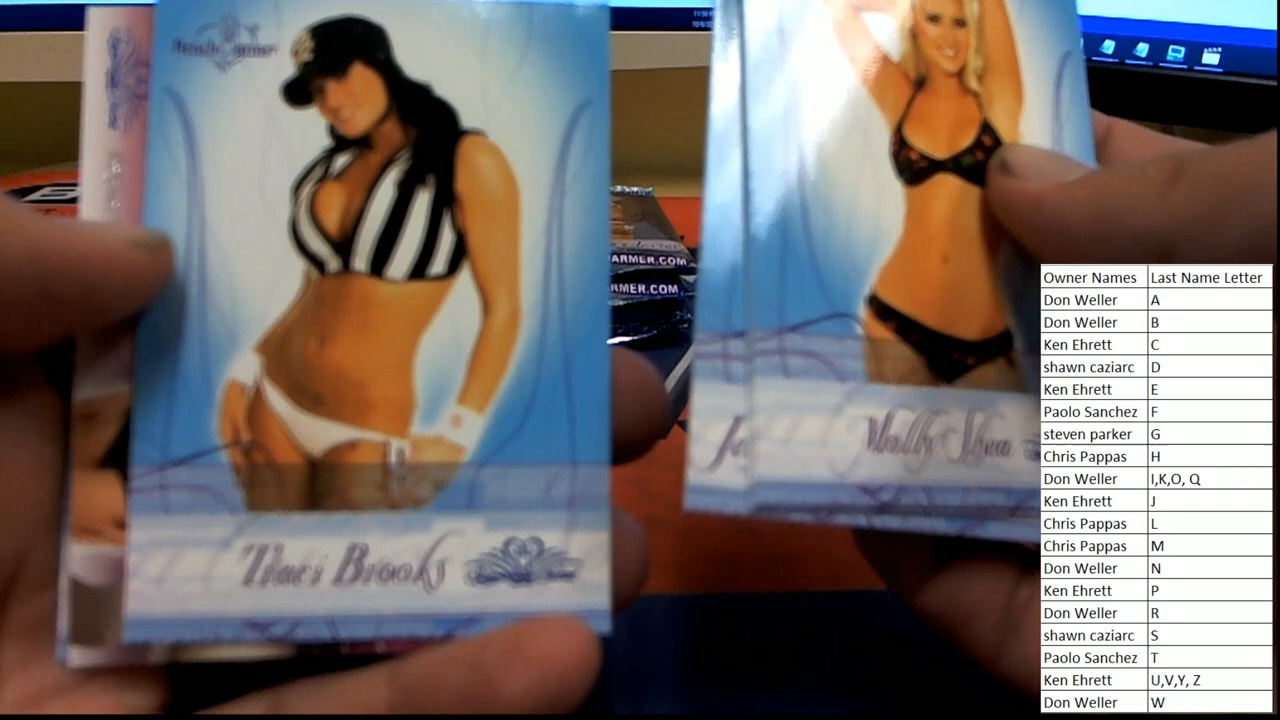 11:50 P
ARMER.COM
ARMER.COM
Traci Brooks
Owner Names Last Name Letter
Don Weller A
Don Weller B
Ken Ehrett C
shawn caziarc D
Ken Ehrett E
Paolo Sanchez F
steven parker G
Chris Pappas H
Don Weller I,K,O, Q
Ken Ehrett J
Chris Pappas L
Chris Pappas M
Don Weller N
Ken Ehrett P
Don Weller R
shawn caziarc S
Paolo Sanchez T
Ken Ehrett U,V,Y, Z
Don Weller W